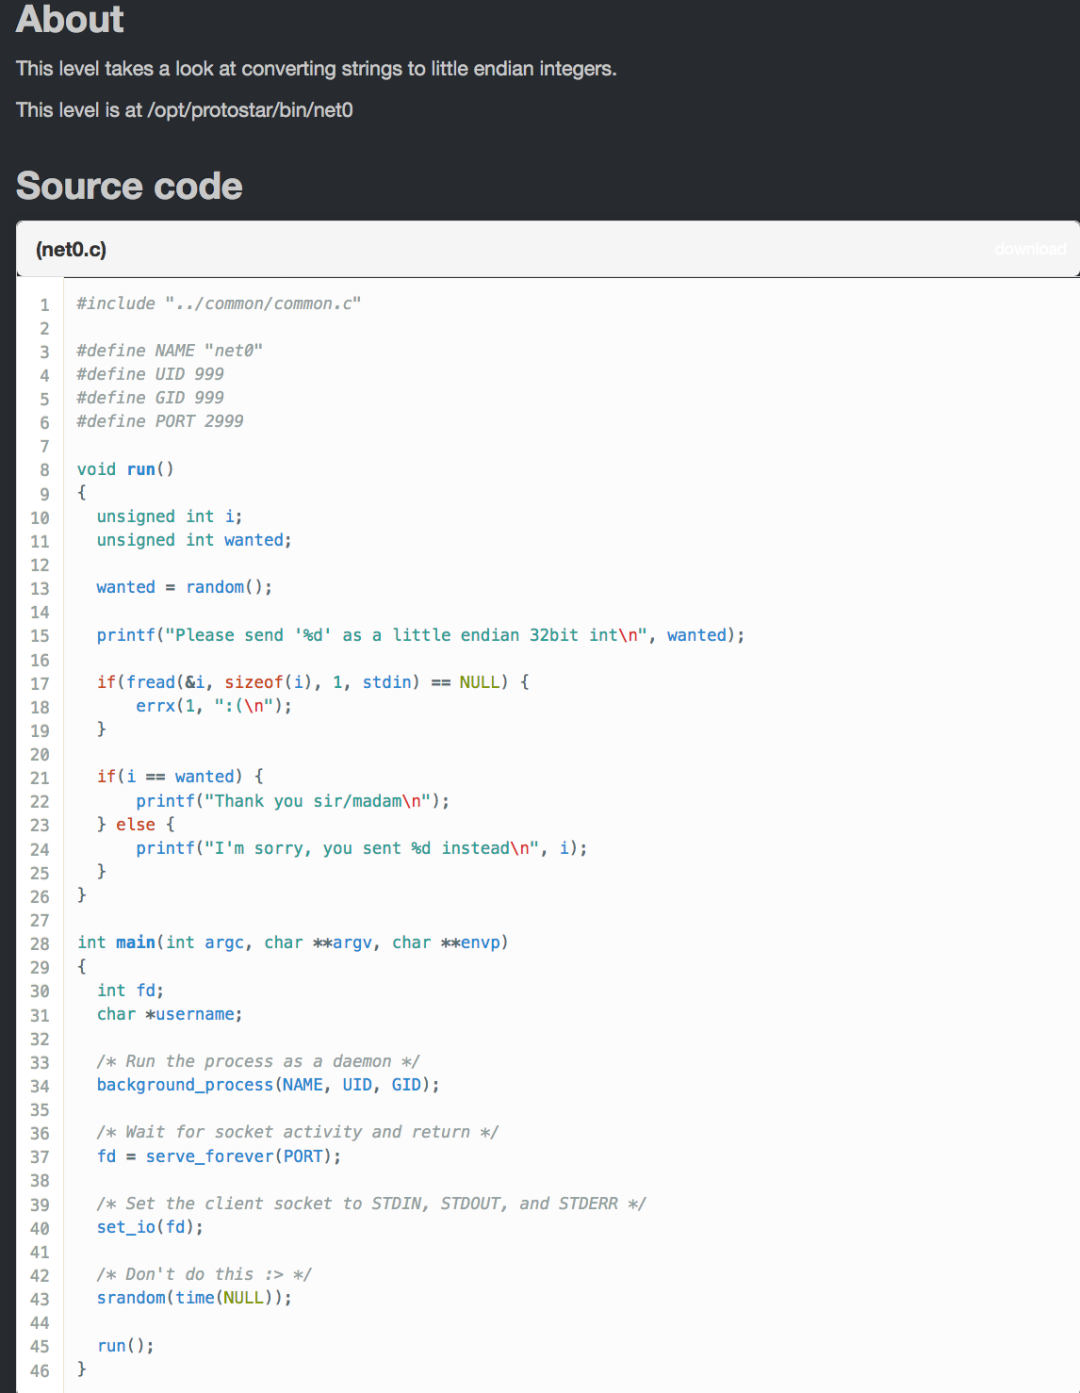 About
This level takes a look at converting strings to little endian integers.
This level is at /opt/protostar/bin/net0
Source code
(net0.c) download
1 #include "../common/common.c"
2
3 #define NAME "net0"
4 #define UID 999
5 #define GID 999
6 #define PORT 2999
7
8 void run()
9 {
10   unsigned int i;
11   unsigned int wanted;
12
13   wanted = random();
14
15   printf("Please send '%d' as a little endian 32bit int\n", wanted);
16
17   if(fread(&i, sizeof(i), 1, stdin) == NULL) {
18       errx(1, ":(\n");
19   }
20
21   if(i == wanted) {
22       printf("Thank you sir/madam\n");
23   } else {
24       printf("I'm sorry, you sent %d instead\n", i);
25   }
26 }
27
28 int main(int argc, char **argv, char **envp)
29 {
30   int fd;
31   char *username;
32
33   /* Run the process as a daemon */
34   background_process(NAME, UID, GID);
35
36   /* Wait for socket activity and return */
37   fd = serve_forever(PORT);
38
39   /* Set the client socket to STDIN, STDOUT, and STDERR */
40   set_io(fd);
41
42   /* Don't do this :> */
43   srandom(time(NULL));
44
45   run();
46 }